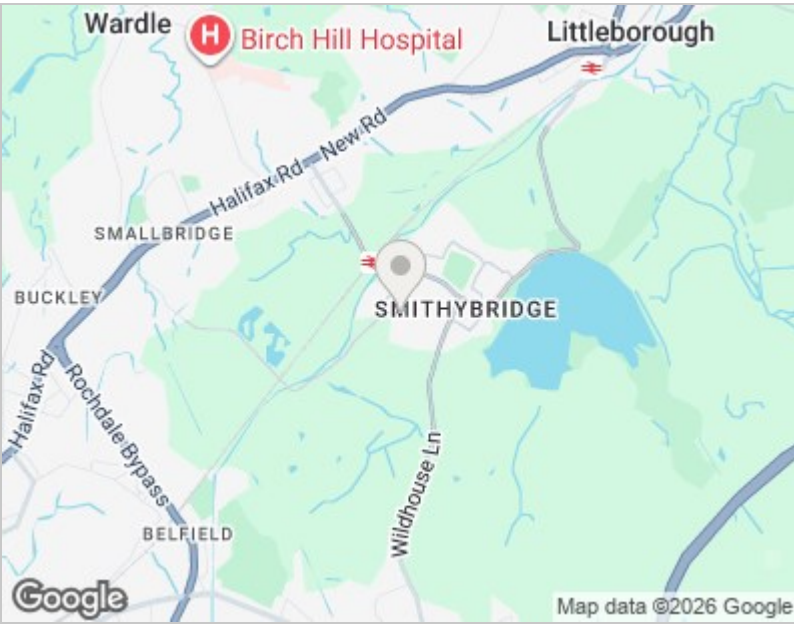 Wardle
H
Birch Hill Hospital
Littleborough
New Rd
Halifax Rd
SMALLBRIDGE
BUCKLEY
SMITHYBRIDGE
Halifax Rd
Rochdale Bypass
Wildhouse Ln
BELFIELD
Google
Map data ©2026 Google